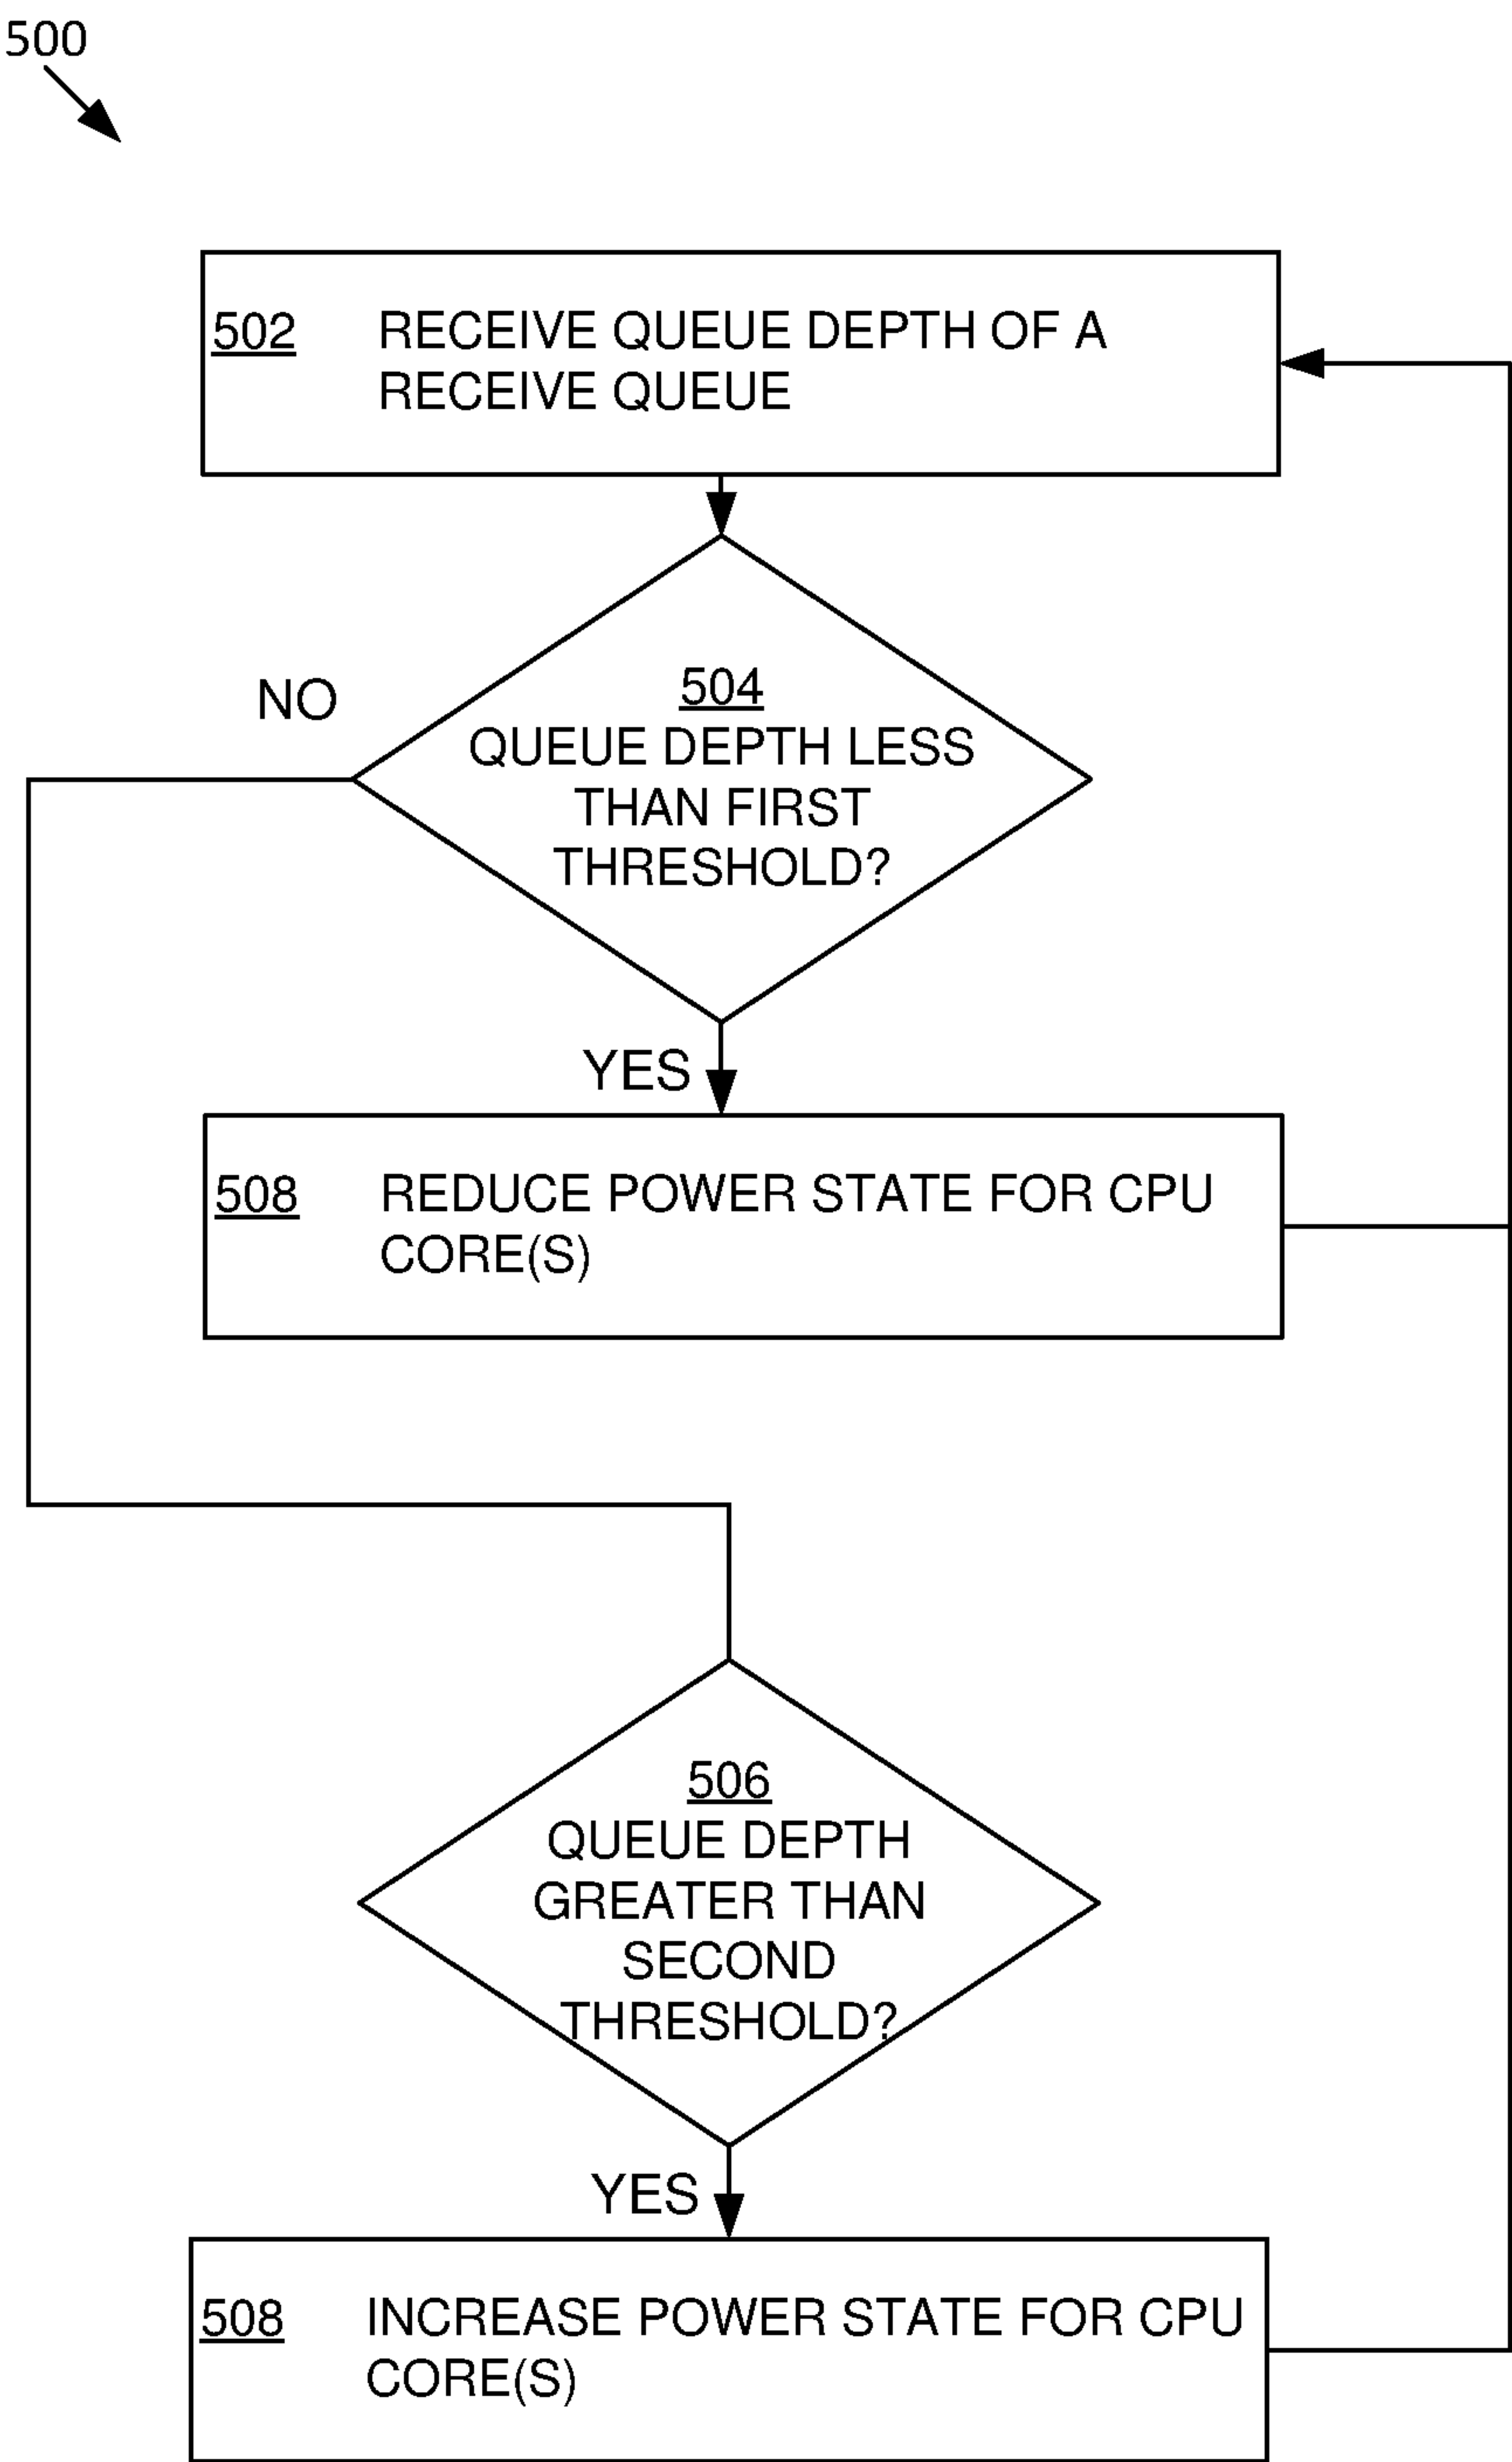 500
502 RECEIVE QUEUE DEPTH OF A
RECEIVE QUEUE
504
QUEUE DEPTH LESS
THAN FIRST
THRESHOLD?
NO
YES
508 REDUCE POWER STATE FOR CPU
CORE(S)
506
QUEUE DEPTH
GREATER THAN
SECOND
THRESHOLD?
YES
508 INCREASE POWER STATE FOR CPU
CORE(S)